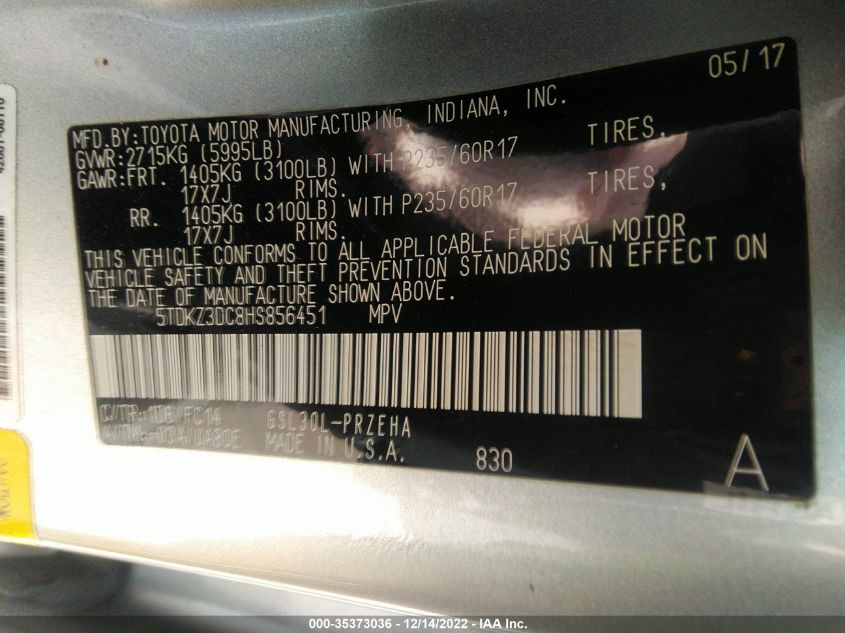 05/17
MFD.BY:TOYOTA MOTOR MANUFACTURING, INDIANA, INC.
GVWR:2715KG (5995LB)
GAWR:FRT. 1405KG (3100LB) WITH P235/60R17 TIRES,
17X7J RIMS.
RR. 1405KG (3100LB) WITH P235/60R17 TIRES,
17X7J RIMS.
THIS VEHICLE CONFORMS TO ALL APPLICABLE FEDERAL MOTOR
VEHICLE SAFETY AND THEFT PREVENTION STANDARDS IN EFFECT ON
THE DATE OF MANUFACTURE SHOWN ABOVE.
5TDKZ3DC8HS856451 MPV
C/TR:1D6/FC14 GSL30L-PRZEHA
MADE IN U.S.A.
830
A
000-35373036 - 12/14/2022 - IAA Inc.